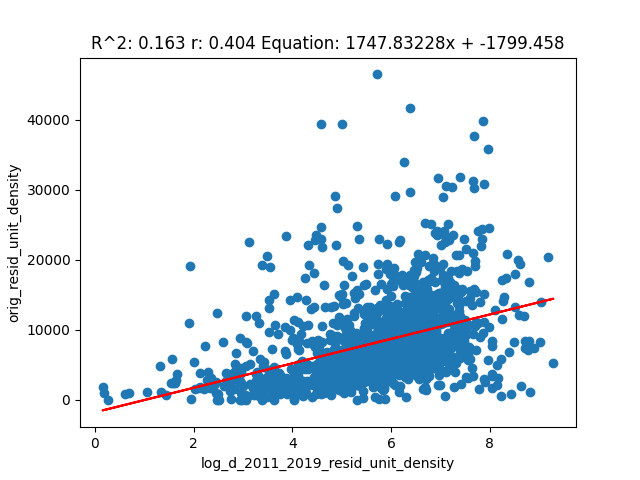 R^2: 0.163 r: 0.404 Equation: 1747.83228x + -1799.458
orig_resid_unit_density
40000
30000
20000
10000
0
0 2 4 6 8
log_d_2011_2019_resid_unit_density